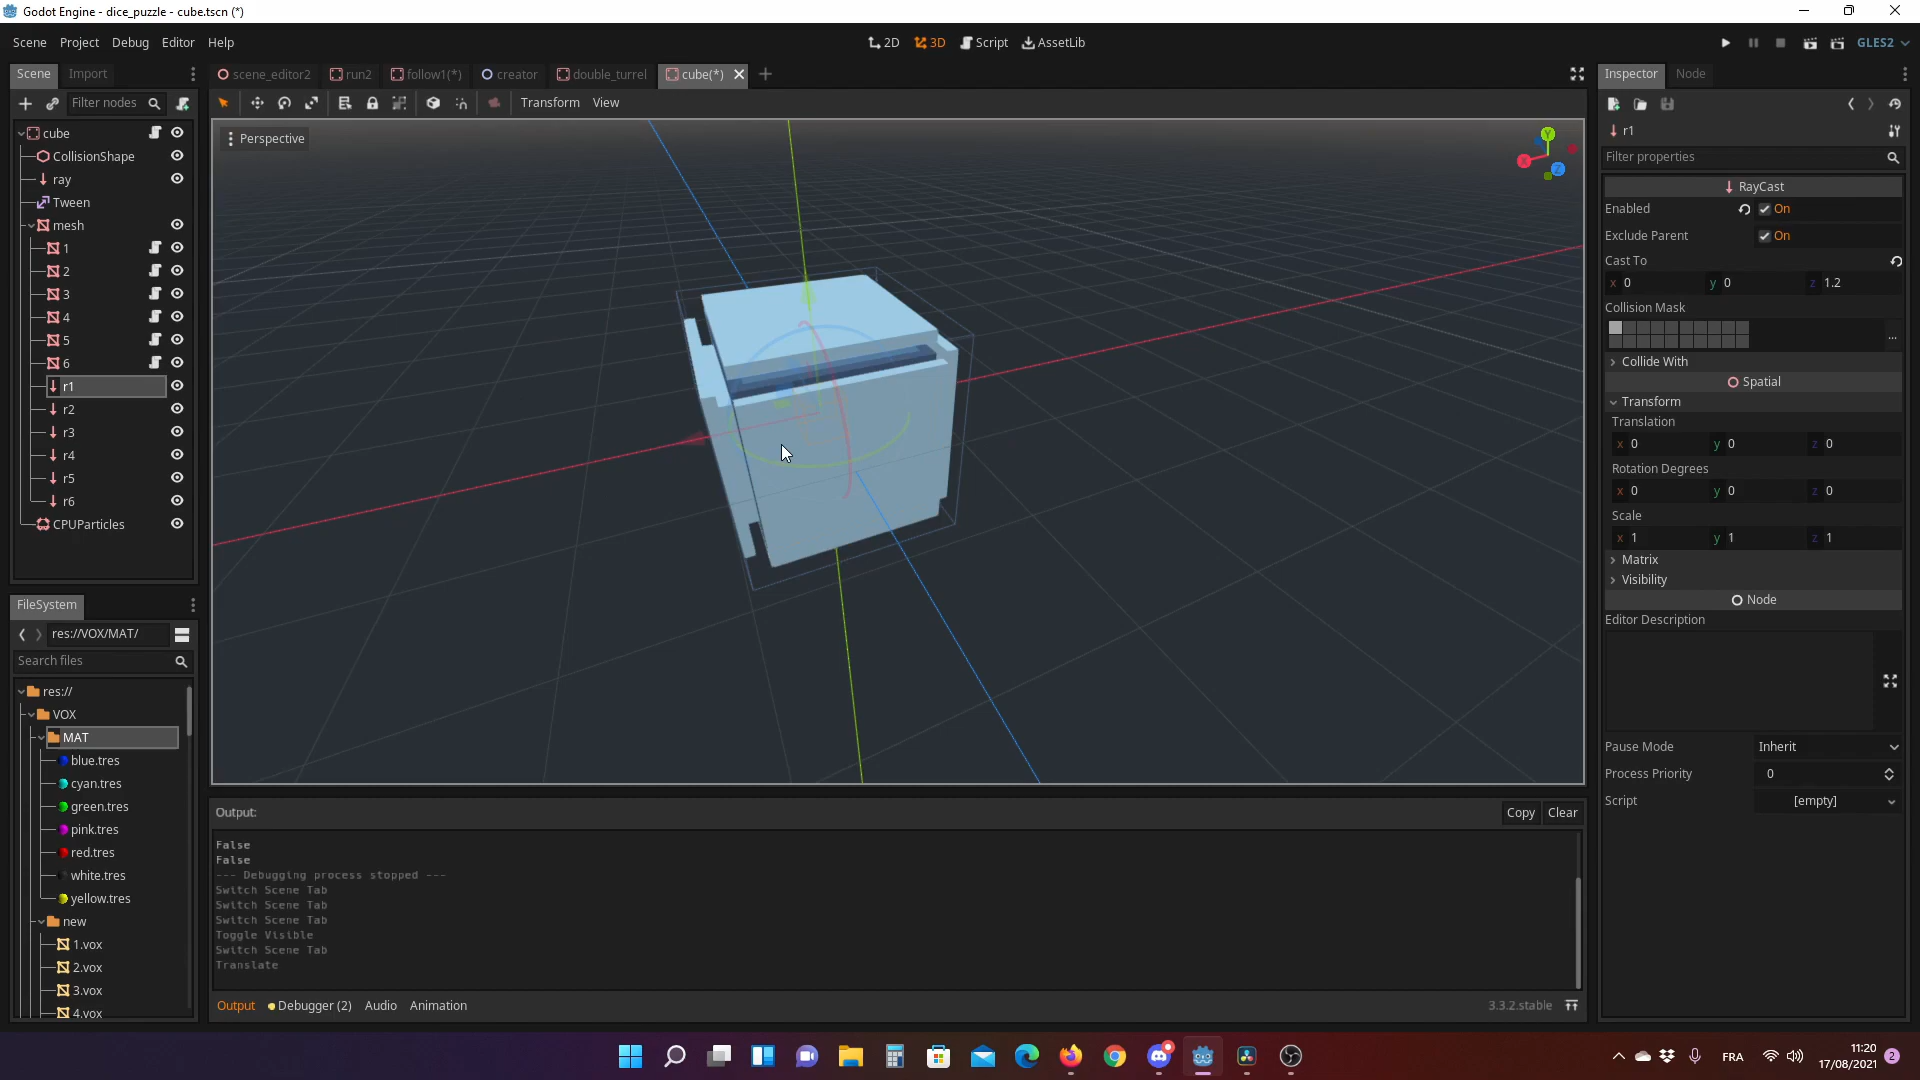 Godot Engine - dice_puzzle - cube.tscn (*)
Scene Project Debug Editor Help
2D 3D Script AssetLib
GLES2
Scene Import
scene_editor2 run2 follow1(*) creator double_turrel cube(*)
Inspector Node
Filter nodes
Transform View
Perspective
cube
CollisionShape
ray
Tween
mesh
1
2
3
4
5
6
r1
r2
r3
r4
r5
r6
CPUParticles
Y
X
Z
r1
Filter properties
RayCast
Enabled On
Exclude Parent On
Cast To
x 0 y 0 z 1.2
Collision Mask
...
Collide With
Spatial
Transform
Translation
x 0 y 0 z 0
Rotation Degrees
x 0 y 0 z 0
Scale
x 1 y 1 z 1
Matrix
Visibility
Node
Editor Description
Pause Mode Inherit
Process Priority 0
Script [empty]
FileSystem
res://VOX/MAT/
Search files
res://
VOX
MAT
blue.tres
cyan.tres
green.tres
pink.tres
red.tres
white.tres
yellow.tres
new
1.vox
2.vox
3.vox
4.vox
Output:
Copy Clear
False
False
--- Debugging process stopped ---
Switch Scene Tab
Switch Scene Tab
Switch Scene Tab
Toggle Visible
Switch Scene Tab
Translate
Output Debugger (2) Audio Animation
3.3.2.stable
FRA
11:20
17/08/2021
2